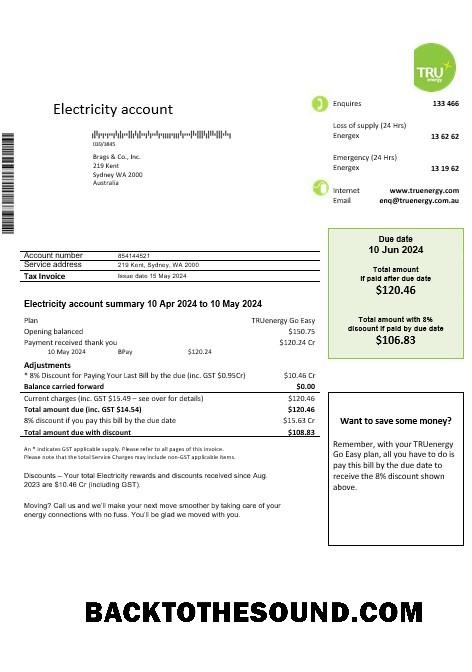 TRU
energy
Electricity account
Enquires 133 466
Loss of supply (24 Hrs)
Energex 13 62 62
Emergency (24 Hrs)
Energex 13 19 62
Internet www.truenergy.com
Email enq@truenergy.com.au
Brags & Co., Inc.
219 Kent
Sydney WA 2000
Australia
Due date
10 Jun 2024
Total amount
if paid after due date
$120.46
Total amount with 8%
discount if paid by due date
$106.83
Account number 854144521
Service address 219 Kent, Sydney, WA 2000
Tax Invoice Issue date 15 May 2024
Electricity account summary 10 Apr 2024 to 10 May 2024
Plan TRUenergy Go Easy
Opening balanced $150.75
Payment received thank you $120.24 Cr
10 May 2024 BPay $120.24
Adjustments
* 8% Discount for Paying Your Last Bill by the due (inc. GST $0.95Cr) $10.46 Cr
Balance carried forward $0.00
Current charges (inc. GST $15.49 – see over for details) $120.46
Total amount due (inc. GST $14.54) $120.46
8% discount if you pay this bill by the due date $15.63 Cr
Total amount due with discount $108.83
An * indicates GST applicable supply. Please refer to all pages of this invoice.
Please note that the total Service Charges may include non-GST applicable items.
Discounts – Your total Electricity rewards and discounts received since Aug.
2023 are $10.46 Cr (including GST).
Moving? Call us and we'll make your next move smoother by taking care of your
energy connections with no fuss. You'll be glad we moved with you.
Want to save some money?
Remember, with your TRUenergy
Go Easy plan, all you have to do is
pay this bill by the due date to
receive the 8% discount shown
above.
BACKTOTHESOUND.COM